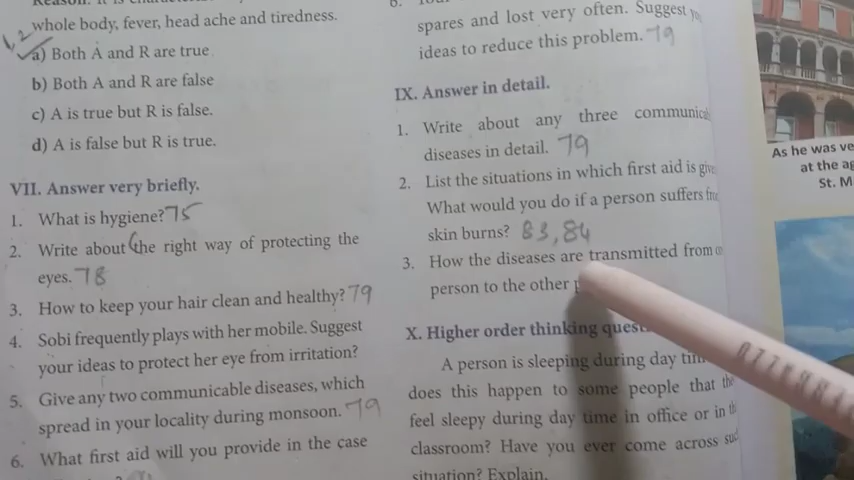 whole body, fever, head ache and tiredness.
1, 2
a) Both A and R are true
b) Both A and R are false
c) A is true but R is false.
d) A is false but R is true.
VII. Answer very briefly.
1. What is hygiene? 75
2. Write about the right way of protecting the
eyes. 78
3. How to keep your hair clean and healthy? 79
4. Sobi frequently plays with her mobile. Suggest
your ideas to protect her eye from irritation?
5. Give any two communicable diseases, which
spread in your locality during monsoon. 79
6. What first aid will you provide in the case
spares and lost very often. Suggest
ideas to reduce this problem. 79
IX. Answer in detail.
1. Write about any three
diseases in detail. 79
2. List the situations in which first aid is
What would you do if a person suffers
skin burns? 83, 84
3. How the diseases are transmitted from
person to the other
X. Higher order thinking
A person is sleeping during day
does this happen to some people that
feel sleepy during day time in office or in
classroom? Have you ever come across
situation? Explain.
As he was
at the
St. M